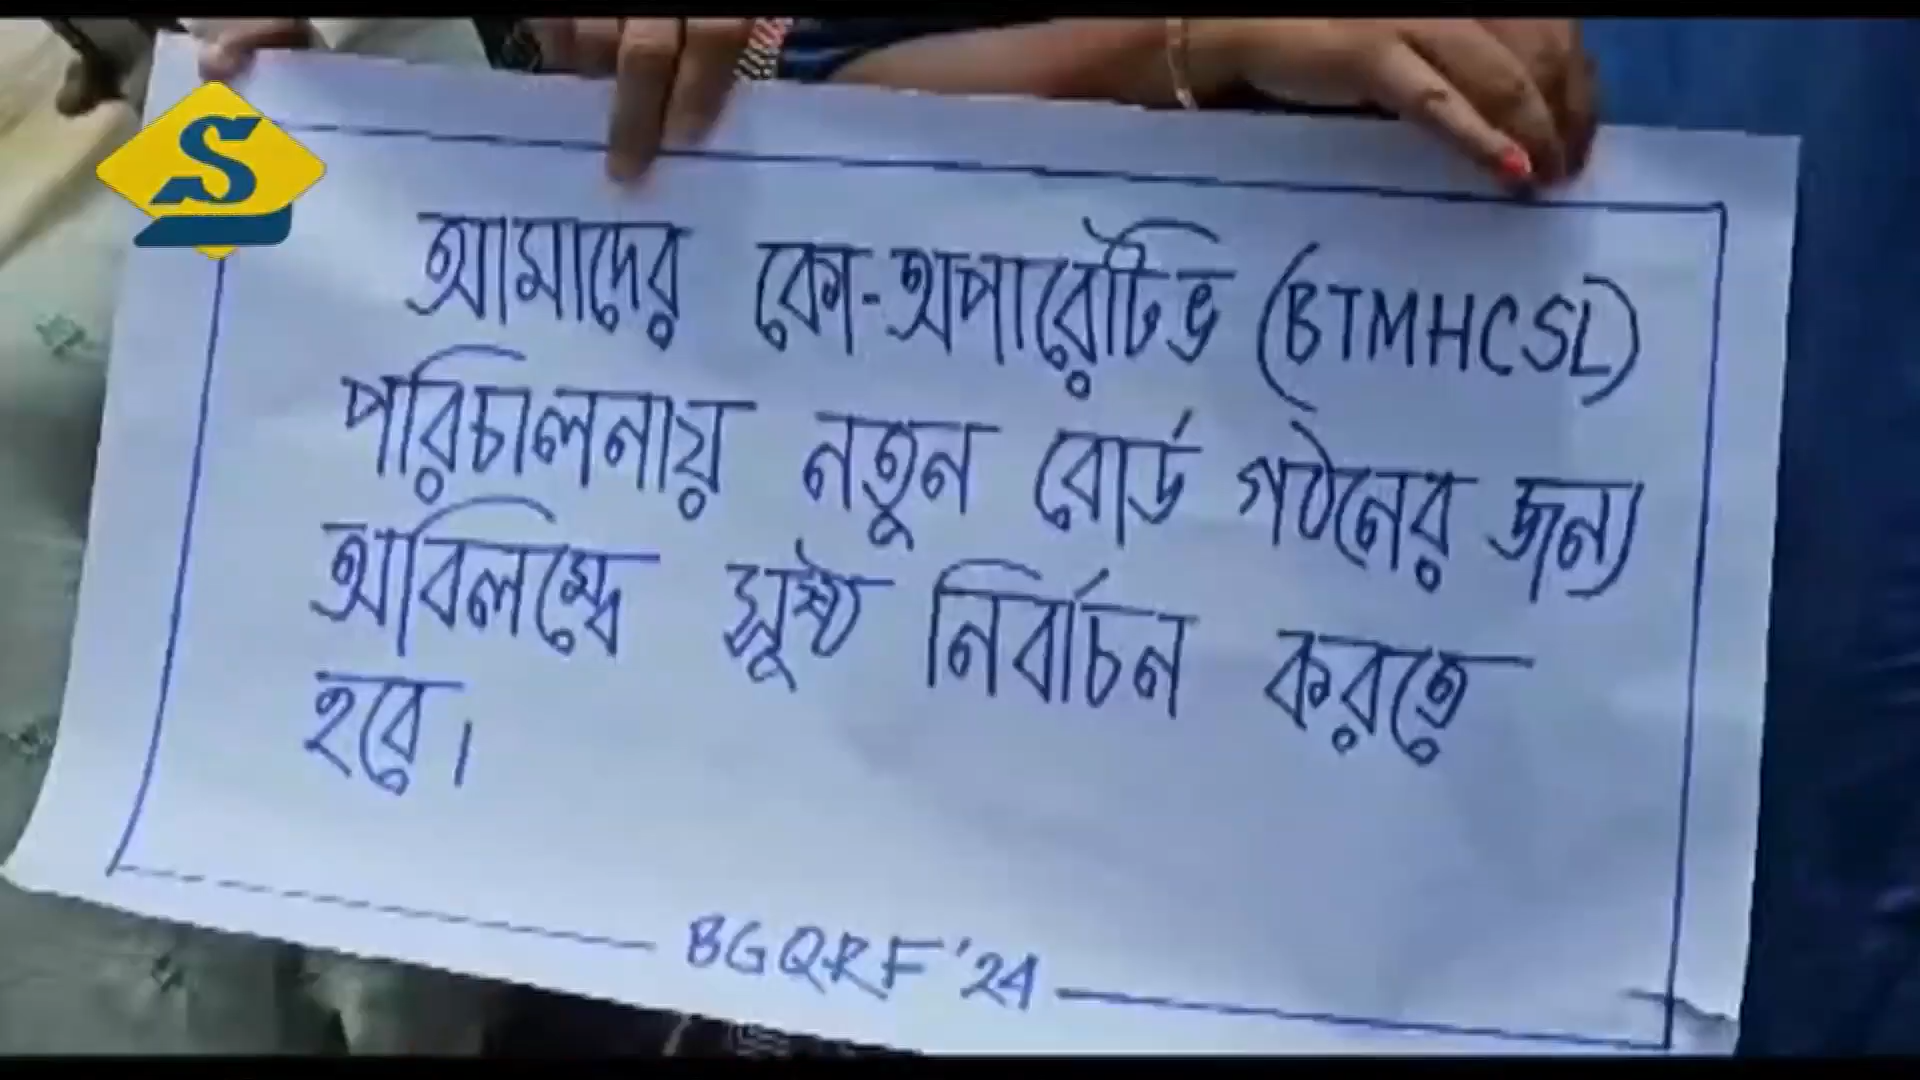 S
আমাদের কো-অপারেটিভ (BTMHCSL)
পরিচালনায় নতুন বোর্ড গঠনের জন্য
অবিলম্বে সুষ্ঠ নির্বাচন করতে
হবে।
BGQRF '24